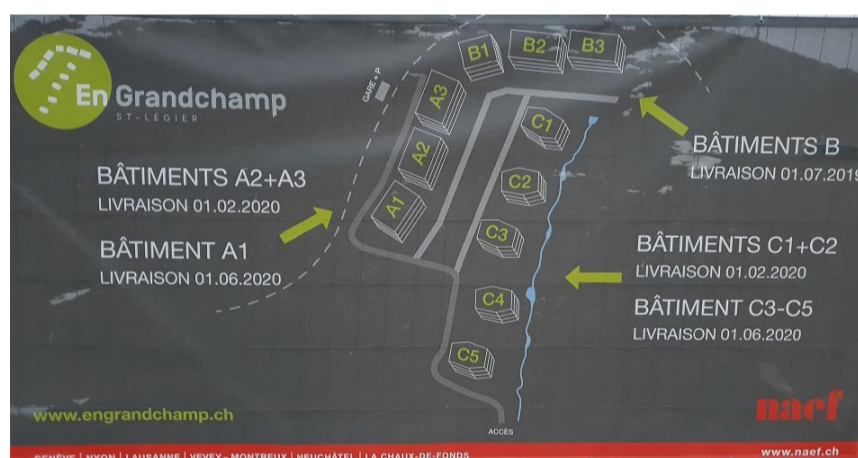 En Grandchamp
ST-LÉGIER
GARE + P
B1
B2
B3
A3
A2
A1
C1
C2
C3
C4
C5
BÂTIMENTS A2+A3
LIVRAISON 01.02.2020
BÂTIMENT A1
LIVRAISON 01.06.2020
BÂTIMENTS B
LIVRAISON 01.07.2019
BÂTIMENTS C1+C2
LIVRAISON 01.02.2020
BÂTIMENT C3-C5
LIVRAISON 01.06.2020
ACCÈS
www.engrandchamp.ch
naef
GENÈVE | NYON | LAUSANNE | VEVEY – MONTREUX | NEUCHÂTEL | LA CHAUX-DE-FONDS
www.naef.ch